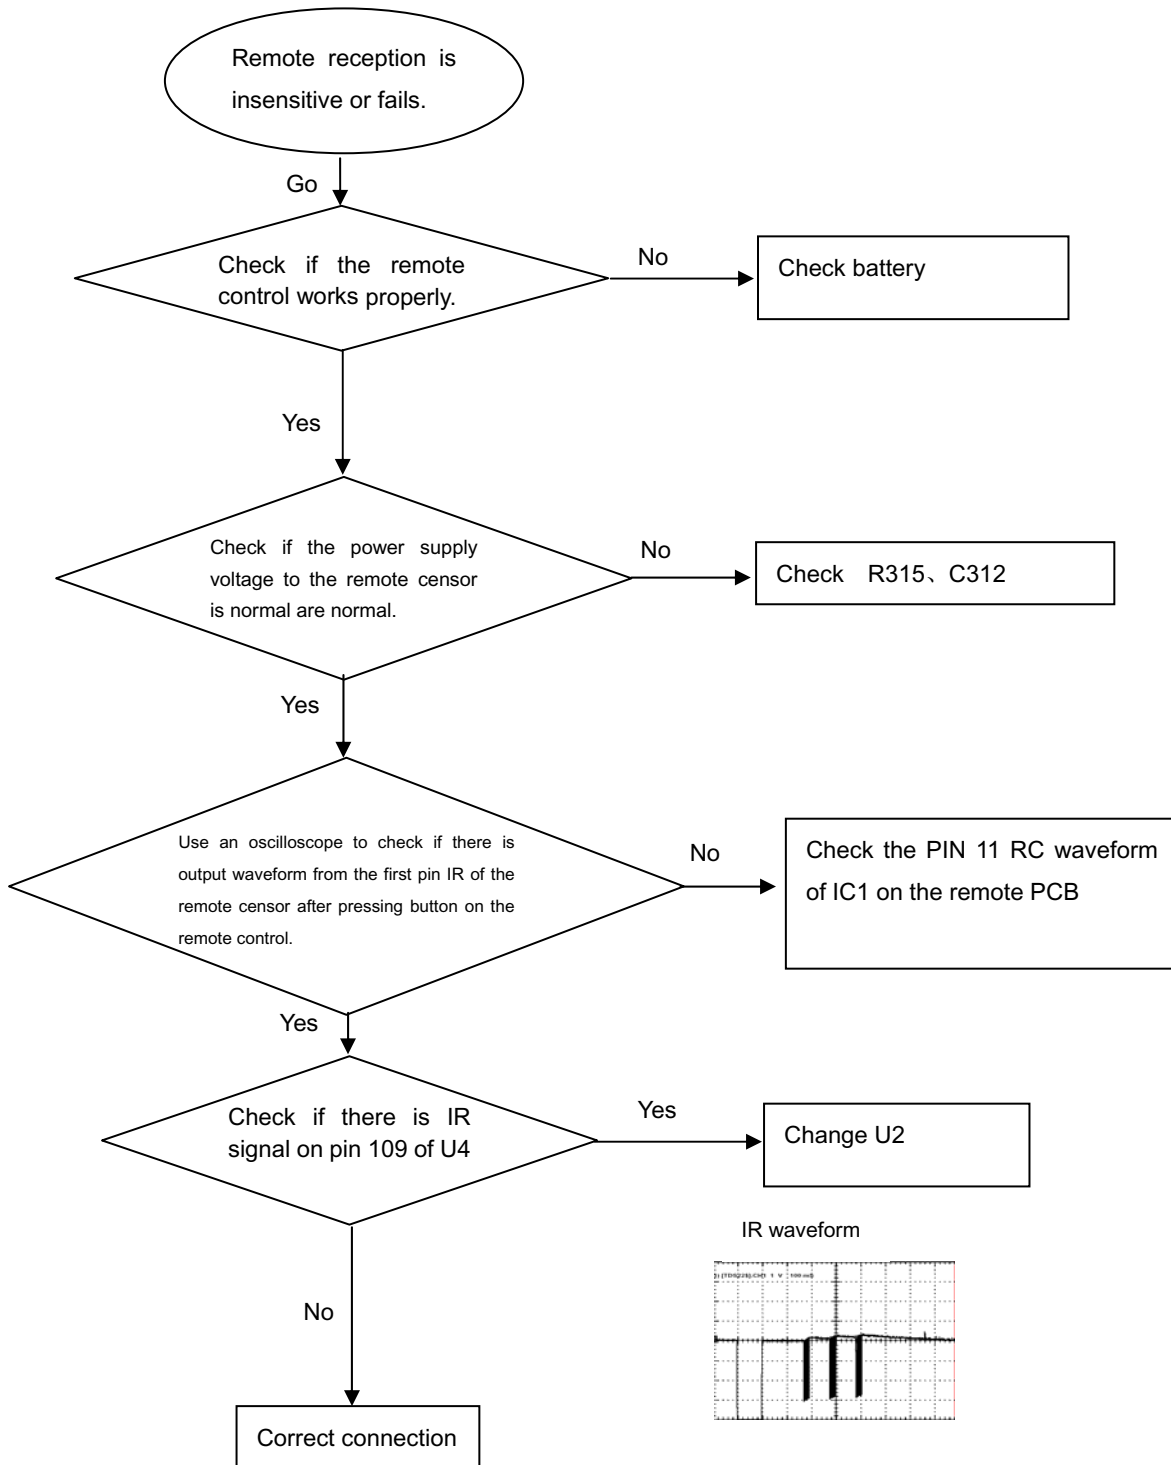 Remote reception is
insensitive or fails.
Go
Check if the remote
control works properly.
No
Check battery
Yes
Check if the power supply
voltage to the remote censor
is normal are normal.
No
Check R315、C312
Yes
Use an oscilloscope to check if there is
output waveform from the first pin IR of the
remote censor after pressing button on the
remote control.
No
Check the PIN 11 RC waveform
of IC1 on the remote PCB
Yes
Check if there is IR
signal on pin 109 of U4
Yes
Change U2
IR waveform
No
Correct connection